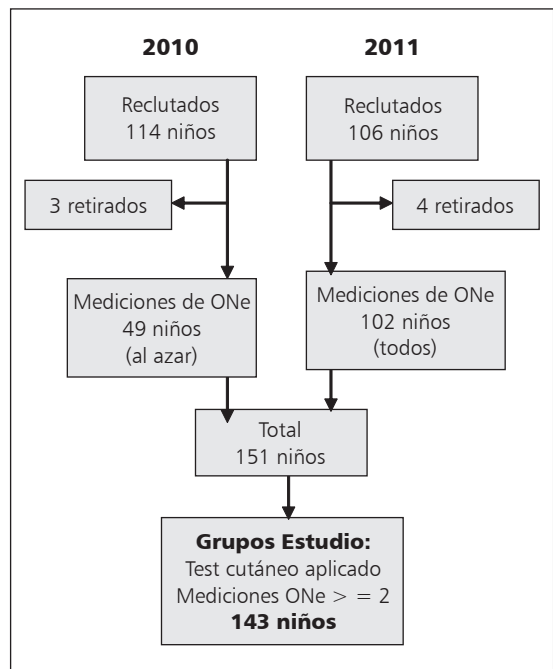 2010
2011
Reclutados
114 niños
Reclutados
106 niños
3 retirados
4 retirados
Mediciones de ONe
49 niños
(al azar)
Mediciones de ONe
102 niños
(todos)
Total
151 niños
Grupos Estudio:
Test cutáneo aplicado
Mediciones ONe > = 2
143 niños